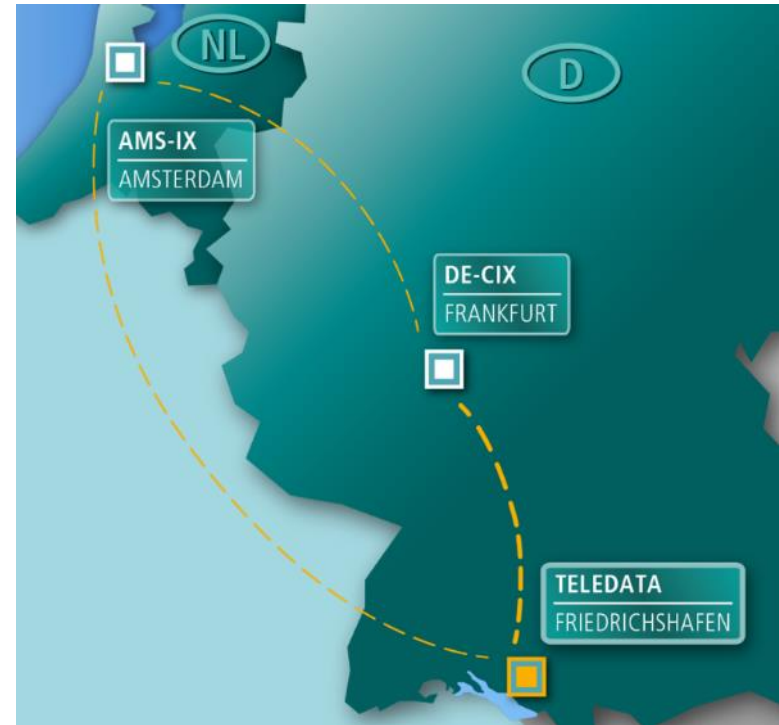 NL
D
AMS-IX
AMSTERDAM
DE-CIX
FRANKFURT
TELEDATA
FRIEDRICHSHAFEN